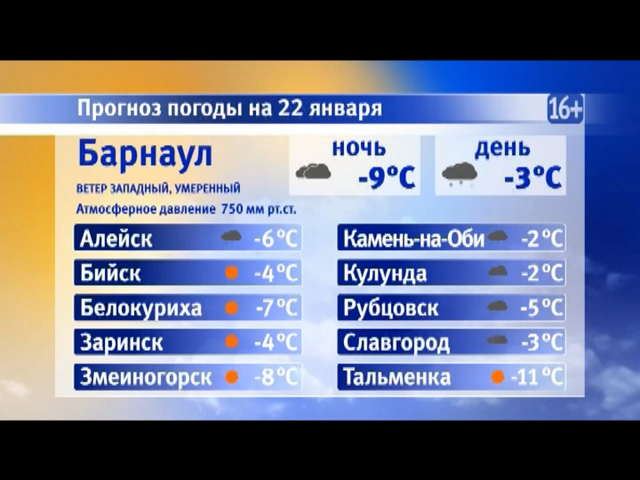 Прогноз погоды на 22 января 16+
Барнаул ночь -9°C день -3°C
ВЕТЕР ЗАПАДНЫЙ, УМЕРЕННЫЙ
Атмосферное давление 750 мм рт.ст.
Алейск -6°C
Бийск -4°C
Белокуриха -7°C
Заринск -4°C
Змеиногорск -8°C
Камень-на-Оби -2°C
Кулунда -2°C
Рубцовск -5°C
Славгород -3°C
Тальменка -11°C